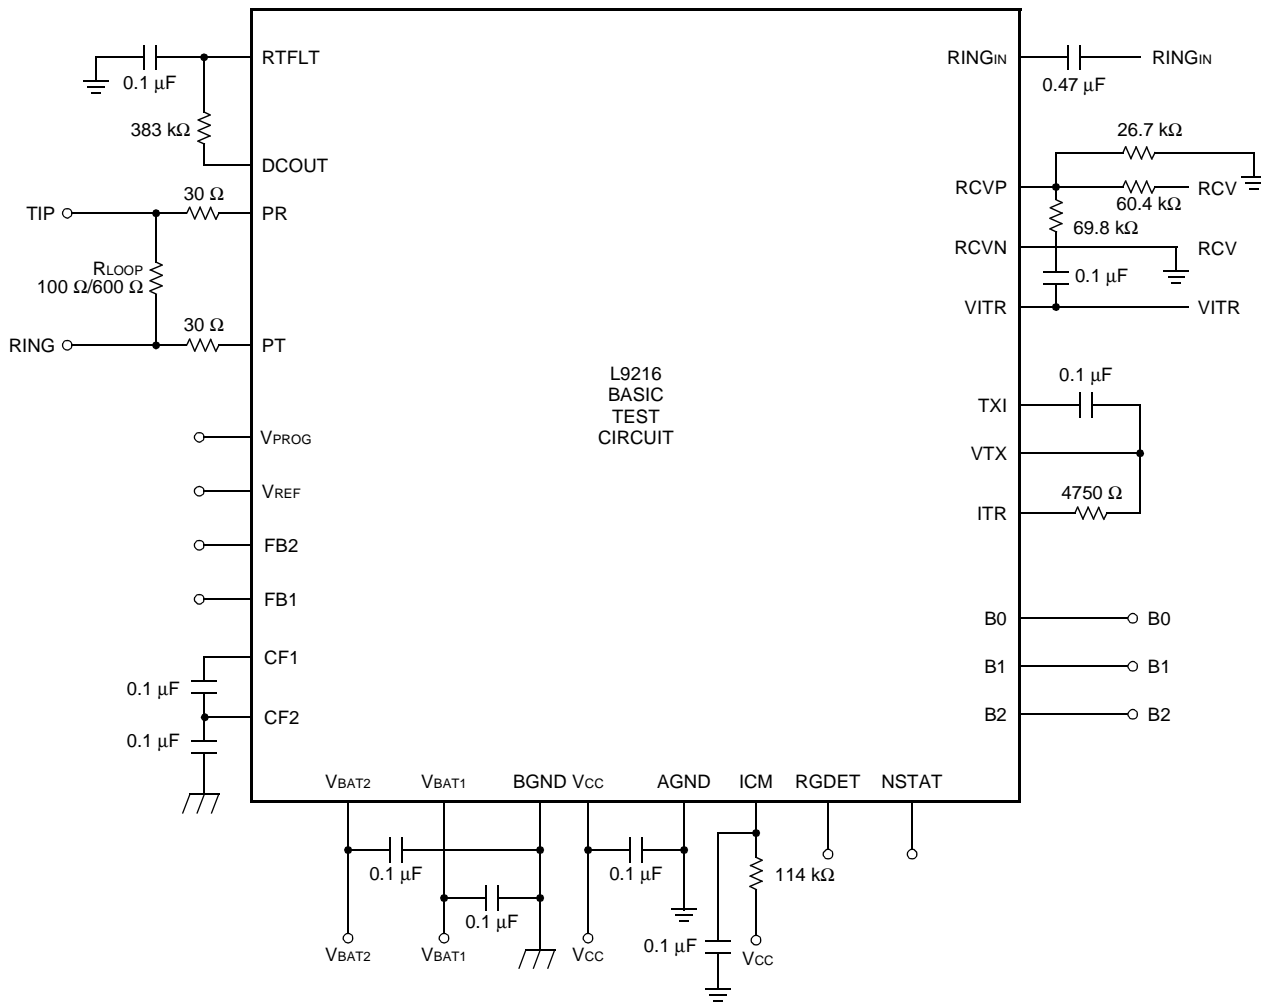 RTFLT
0.1 µF
383 kΩ
DCOUT
30 Ω
TIP
PR
RLOOP
100 Ω/600 Ω
30 Ω
RING
PT
VPROG
VREF
FB2
FB1
CF1
0.1 µF
CF2
0.1 µF
L9216
BASIC
TEST
CIRCUIT
RINGIN
RINGIN
0.47 µF
26.7 kΩ
RCVP
RCV
60.4 kΩ
69.8 kΩ
RCVN
RCV
0.1 µF
VITR
VITR
0.1 µF
TXI
VTX
4750 Ω
ITR
B0
B0
B1
B1
B2
B2
VBAT2
VBAT1
BGND
VCC
AGND
ICM
RGDET
NSTAT
0.1 µF
0.1 µF
114 kΩ
0.1 µF
0.1 µF
VBAT2
VBAT1
VCC
VCC